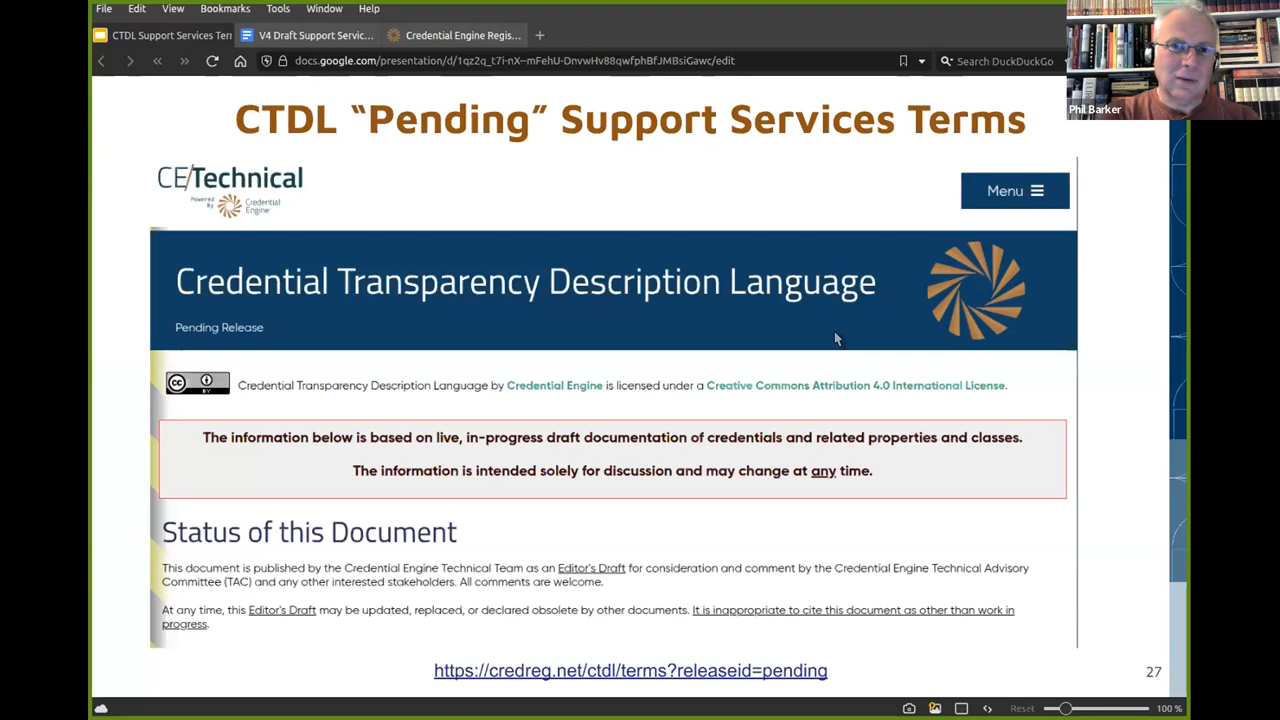 File Edit View Bookmarks Tools Window Help
CTDL Support Services Terr
V4 Draft Support Servic...
Credential Engine Regis...
docs.google.com/presentation/d/1qz2q_t7i-nX--mFehU-DnvwHv88qwfphBfJMBsiGawc/edit
Search DuckDuckGo
Phil Barker
CTDL “Pending” Support Services Terms
CE/Technical
Powered By Credential Engine
Menu
Credential Transparency Description Language
Pending Release
CC BY
Credential Transparency Description Language by Credential Engine is licensed under a Creative Commons Attribution 4.0 International License.
The information below is based on live, in-progress draft documentation of credentials and related properties and classes.
The information is intended solely for discussion and may change at any time.
Status of this Document
This document is published by the Credential Engine Technical Team as an Editor's Draft for consideration and comment by the Credential Engine Technical Advisory
Committee (TAC) and any other interested stakeholders. All comments are welcome.
At any time, this Editor's Draft may be updated, replaced, or declared obsolete by other documents. It is inappropriate to cite this document as other than work in
progress.
https://credreg.net/ctdl/terms?releaseid=pending
27
Reset
100 %